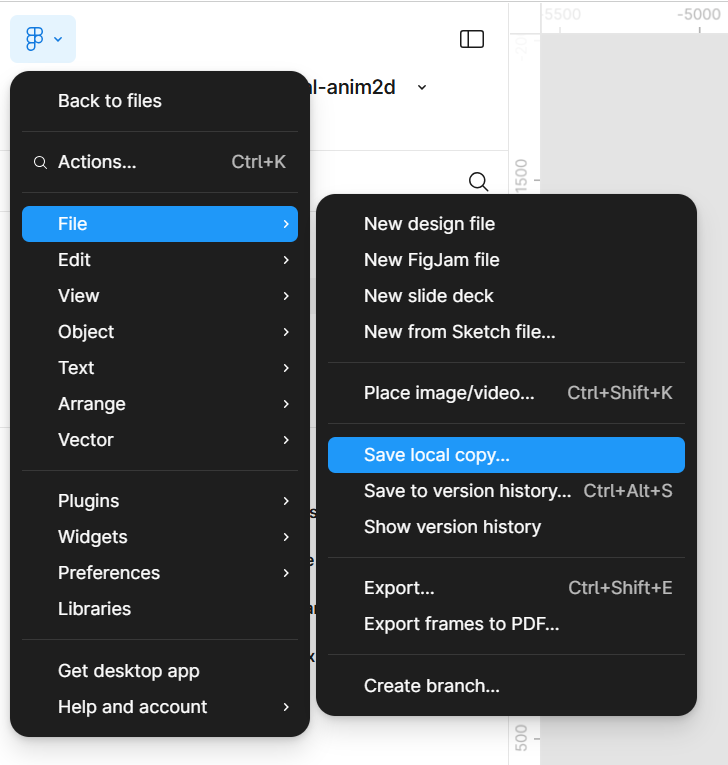 5500 -5000
Back to files
al-anim2d
Actions... Ctrl+K
1500
File
Edit
View
Object
Text
Arrange
Vector
Plugins
Widgets
Preferences
Libraries
Get desktop app
Help and account
New design file
New FigJam file
New slide deck
New from Sketch file...
Place image/video... Ctrl+Shift+K
Save local copy...
Save to version history... Ctrl+Alt+S
Show version history
Export... Ctrl+Shift+E
Export frames to PDF...
Create branch...
500